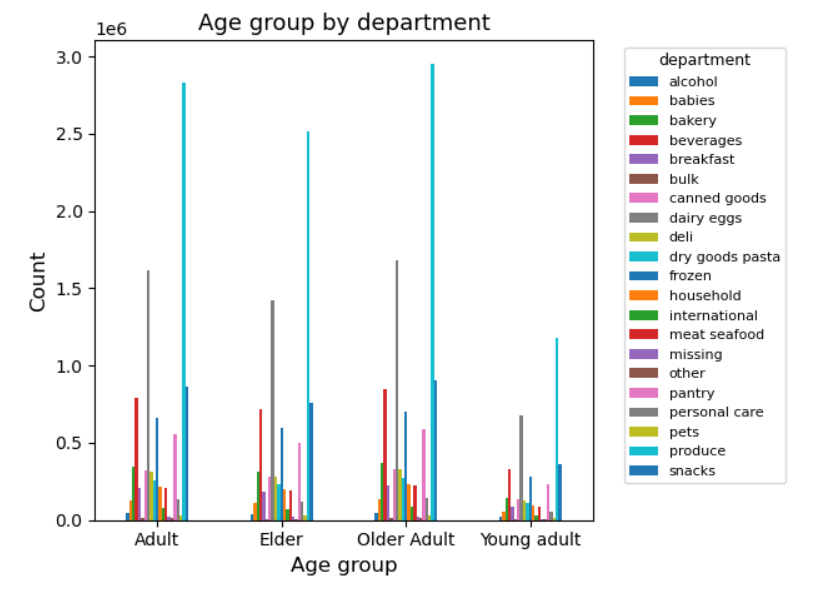 Age group by department
1e6
3.0
2.5
2.0
1.5
1.0
0.5
0.0
Count
Adult Elder Older Adult Young adult
Age group
department
alcohol
babies
bakery
beverages
breakfast
bulk
canned goods
dairy eggs
deli
dry goods pasta
frozen
household
international
meat seafood
missing
other
pantry
personal care
pets
produce
snacks